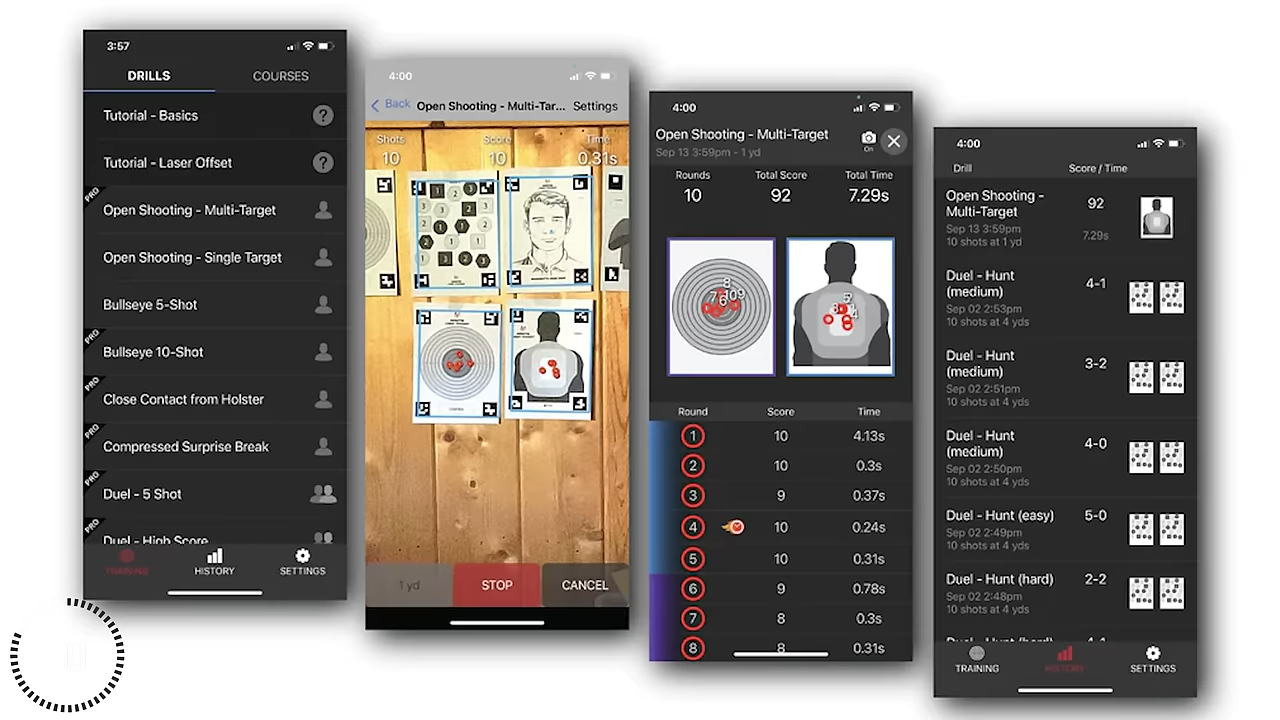 3:57
DRILLS
COURSES
Tutorial - Basics
?
Tutorial - Laser Offset
?
PRO
Open Shooting - Multi-Target
Open Shooting - Single Target
Bullseye 5-Shot
PRO
Bullseye 10-Shot
PRO
Close Contact from Holster
PRO
Compressed Surprise Break
PRO
Duel - 5 Shot
PRO
Duel - High Score
TRAINING
HISTORY
SETTINGS
4:00
Back
Open Shooting - Multi-Tar...
Settings
Shots
Score
Time
10
10
0.31s
1 yd
STOP
CANCEL
4:00
Open Shooting - Multi-Target
Sep 13 3:59pm - 1 yd
On
Rounds
Total Score
Total Time
10
92
7.29s
Round
Score
Time
1
10
4.13s
2
10
0.3s
3
9
0.37s
4
10
0.24s
5
10
0.31s
6
9
0.78s
7
8
0.3s
8
8
0.31s
4:00
Drill
Score / Time
Open Shooting -
Multi-Target
92
Sep 13 3:59pm
10 shots at 1 yd
7.29s
Duel - Hunt
(medium)
4-1
Sep 02 2:53pm
10 shots at 4 yds
Duel - Hunt
(medium)
3-2
Sep 02 2:51pm
10 shots at 4 yds
Duel - Hunt
(medium)
4-0
Sep 02 2:50pm
10 shots at 4 yds
Duel - Hunt (easy)
5-0
Sep 02 2:49pm
10 shots at 4 yds
Duel - Hunt (hard)
2-2
Sep 02 2:48pm
10 shots at 4 yds
TRAINING
HISTORY
SETTINGS